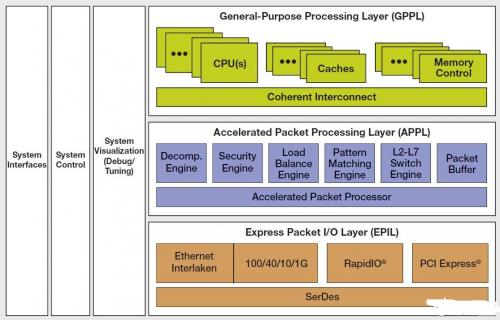 System
Interfaces
System
Control
System
Visualization
(Debug/
Tuning)
General-Purpose Processing Layer (GPPL)
CPU(s)
Caches
Memory
Control
Coherent Interconnect
Accelerated Packet Processing Layer (APPL)
Decomp.
Engine
Security
Engine
Load
Balance
Engine
Pattern
Matching
Engine
L2-L7
Switch
Engine
Packet
Buffer
Accelerated Packet Processor
Express Packet I/O Layer (EPIL)
Ethernet
Interlaken
100/40/10/1G
RapidIO®
PCI Express®
SerDes